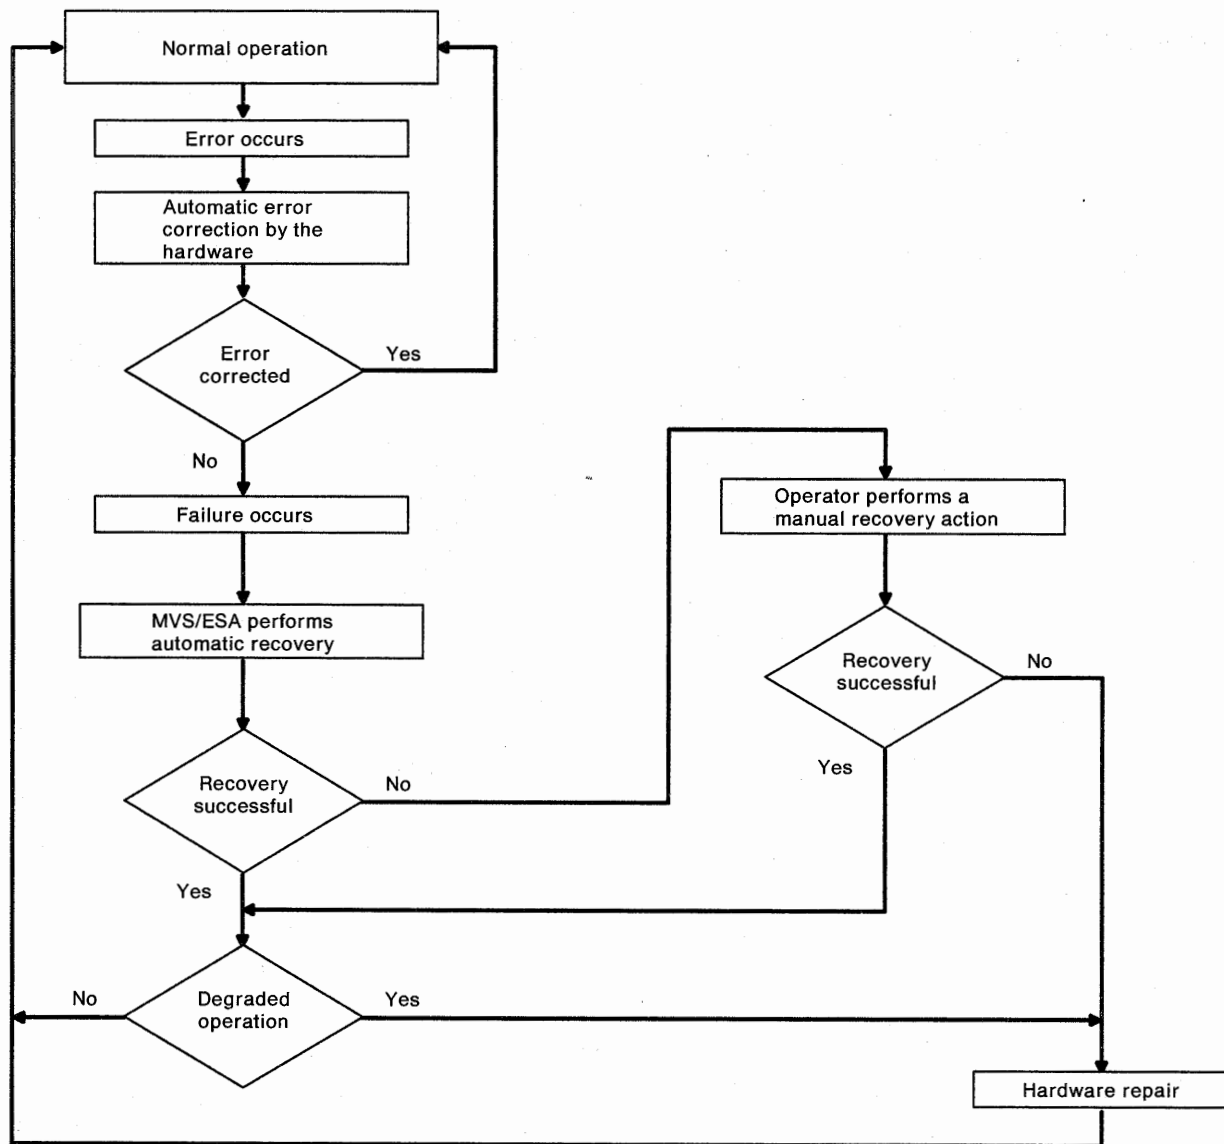 Normal operation
Error occurs
Automatic error
correction by the
hardware
Error
corrected
Yes
No
Failure occurs
MVS/ESA performs
automatic recovery
Recovery
successful
No
Yes
Operator performs a
manual recovery action
Recovery
successful
No
Yes
Degraded
operation
No
Yes
Hardware repair